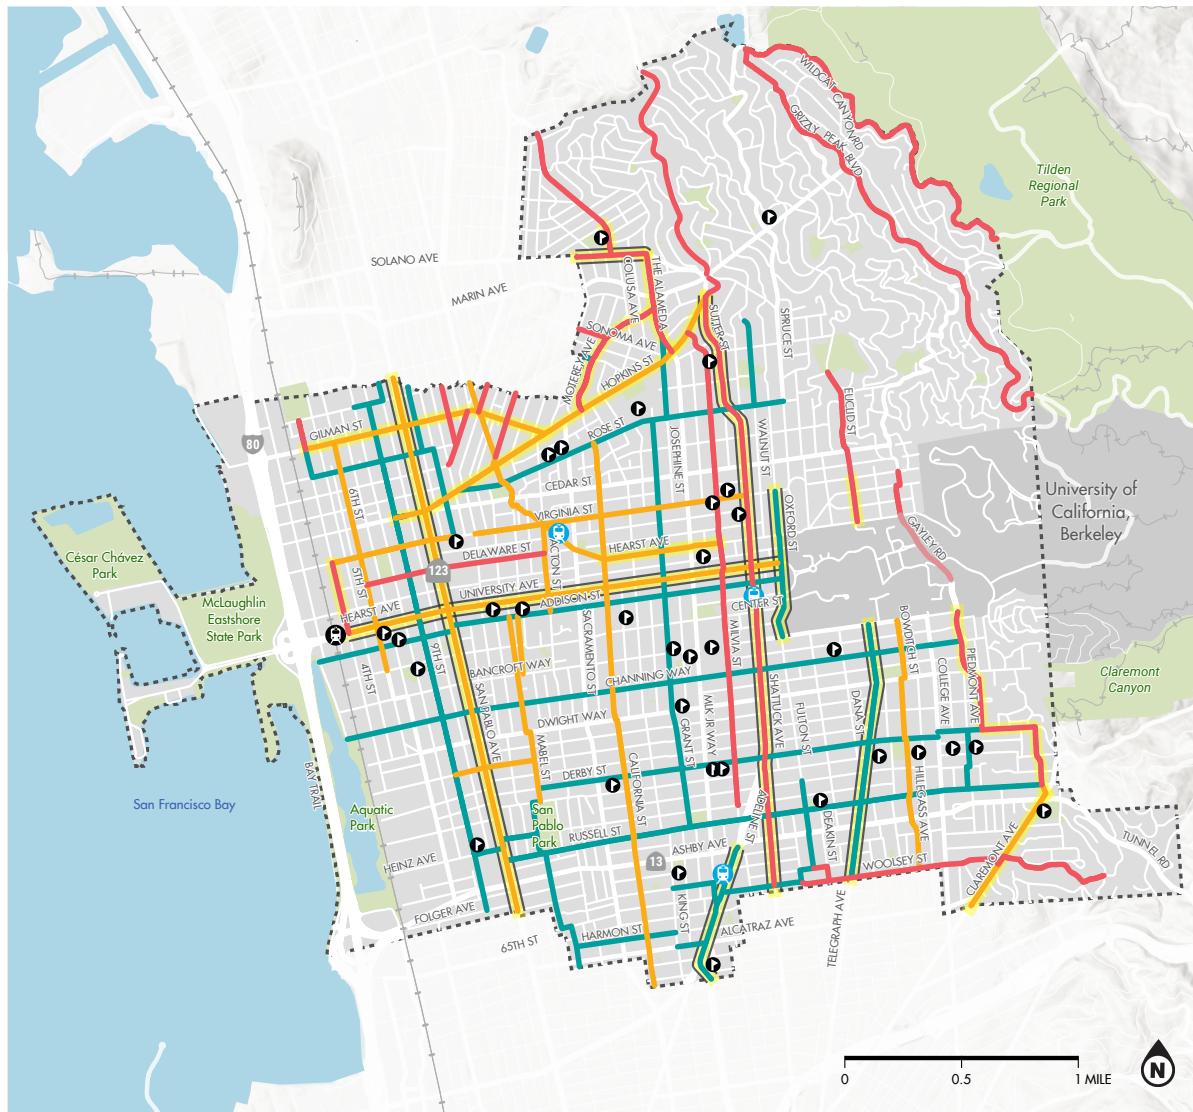 WILDCAT CANYON RD
GRIZZLY PEAK BLVD
Tilden
Regional
Park
SOLANO AVE
COLUSA AVE
THE ALAMEDA
MARIN AVE
SUTTER ST
SPRUCE ST
SONOMA AVE
MOTEREY AVE
HOPKINS ST
EUCLID ST
GILMAN ST
80
ROSE ST
JOSEPHINE ST
WALNUT ST
CEDAR ST
6TH ST
VIRGINIA ST
OXFORD ST
University of
California,
Berkeley
GAYLEY RD
DELAWARE ST
ACTON ST
HEARST AVE
César Chávez
Park
5TH ST
123
UNIVERSITY AVE
ADDISON ST
CENTER ST
McLaughlin
Eastshore
State Park
HEARST AVE
SACRAMENTO ST
MILVIA ST
BOWDITCH ST
9TH ST
4TH ST
BANCROFT WAY
CHANNING WAY
COLLEGE AVE
PIEDMONT AVE
Claremont
Canyon
SAN PABLO AVE
DWIGHT WAY
MLK JR WAY
GRANT ST
SHATTUCK AVE
FULTON ST
DANA ST
MABEL ST
DERBY ST
CALIFORNIA ST
HILLEGASS AVE
BAY TRAIL
San Francisco Bay
Aquatic
Park
San
Pablo
Park
RUSSELL ST
ADELINE ST
DEAKIN ST
ASHBY AVE
13
HEINZ AVE
WOOLSEY ST
CLAREMONT AVE
TUNNEL RD
FOLGER AVE
KING ST
TELEGRAPH AVE
65TH ST
HARMON ST
ALCATRAZ AVE
0
0.5
1 MILE
N